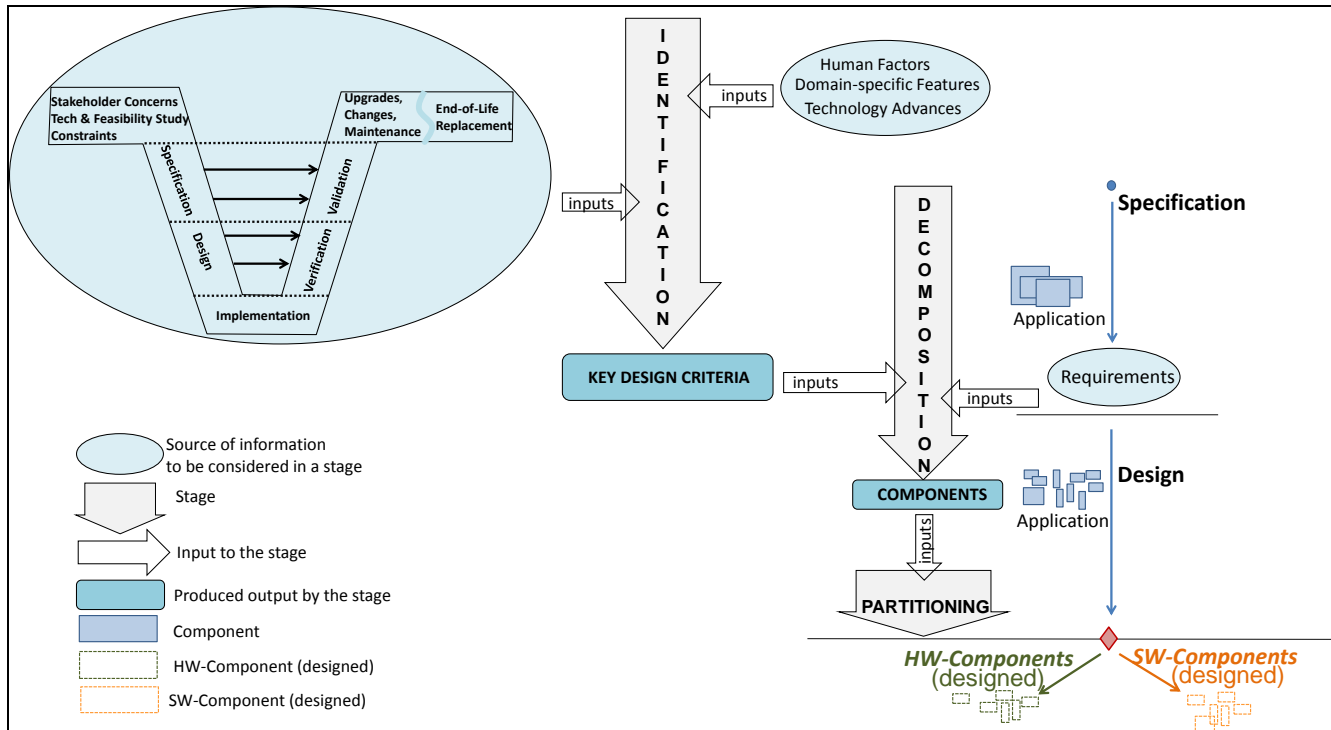 Stakeholder Concerns
Tech & Feasibility Study
Constraints
Upgrades,
Changes,
Maintenance
End-of-Life
Replacement
Specification
Validation
Design
Verification
Implementation
inputs
IDENTIFICATION
inputs
Human Factors
Domain-specific Features
Technology Advances
KEY DESIGN CRITERIA
inputs
DECOMPOSITION
inputs
Specification
Application
Requirements
COMPONENTS
inputs
PARTITIONING
Design
Application
HW-Components
(designed)
SW-Components
(designed)
Source of information
to be considered in a stage
Stage
Input to the stage
Produced output by the stage
Component
HW-Component (designed)
SW-Component (designed)